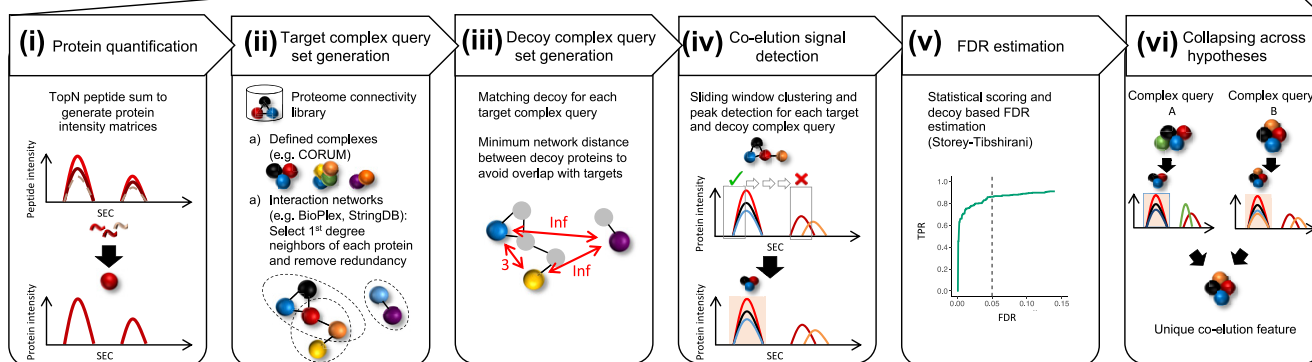 (i) Protein quantification
TopN peptide sum to
generate protein
intensity matrices
Peptide intensity
SEC
Protein intensity
SEC
(ii) Target complex query
set generation
Proteome connectivity
library
a) Defined complexes
(e.g. CORUM)
a) Interaction networks
(e.g. BioPlex, StringDB):
Select 1st degree
neighbors of each protein
and remove redundancy
(iii) Decoy complex query
set generation
Matching decoy for each
target complex query
Minimum network distance
between decoy proteins to
avoid overlap with targets
Inf
3
Inf
(iv) Co-elution signal
detection
Sliding window clustering and
peak detection for each target
and decoy complex query
Protein intensity
SEC
Protein intensity
SEC
(v) FDR estimation
Statistical scoring and
decoy based FDR
estimation
(Storey-Tibshirani)
TPR
1.0
0.8
0.6
0.4
0.2
0.0
0.00
0.05
0.10
0.15
FDR
(vi) Collapsing across
hypotheses
Complex query
A
Complex query
B
Unique co-elution feature